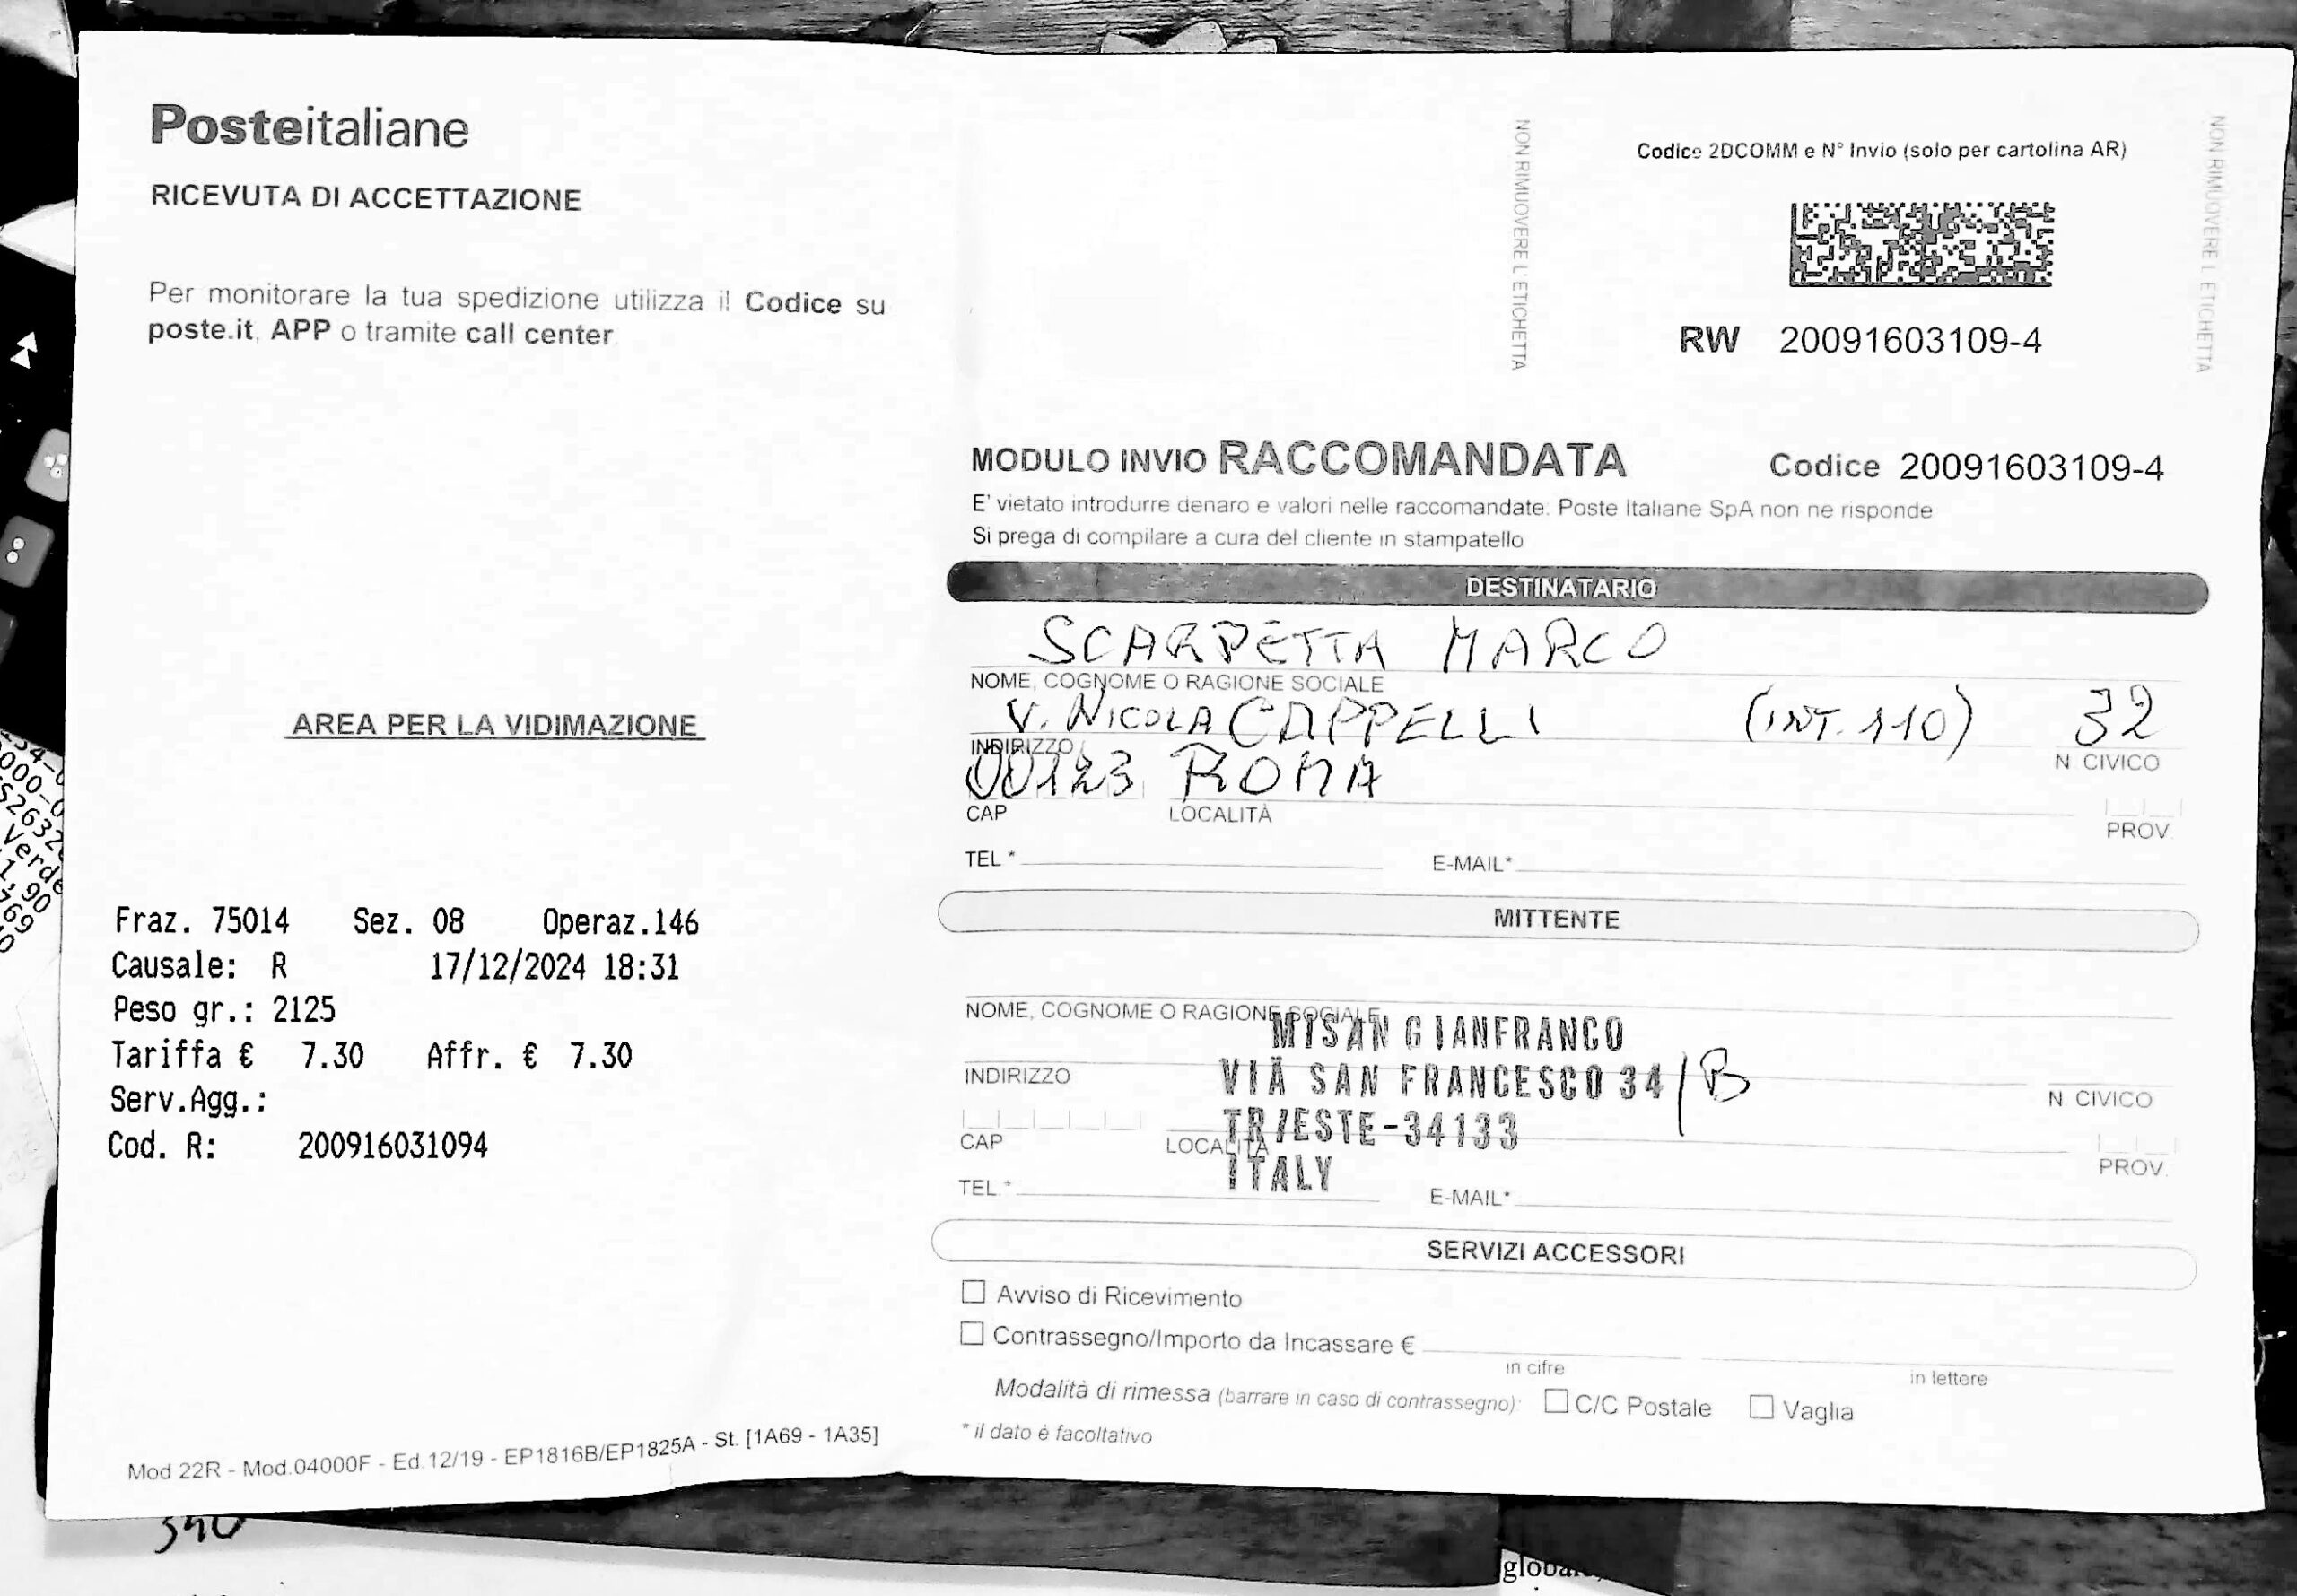 Posteitaliane
RICEVUTA DI ACCETTAZIONE
Per monitorare la tua spedizione utilizza il Codice su
poste.it, APP o tramite call center
AREA PER LA VIDIMAZIONE
Fraz. 75014 Sez. 08 Operaz.146
Causale: R 17/12/2024 18:31
Peso gr.: 2125
Tariffa € 7.30 Affr. € 7.30
Serv.Agg.:
Cod. R: 200916031094
Mod 22R - Mod.04000F - Ed.12/19 - EP1816B/EP1825A - St. [1A69 - 1A35]
NON RIMUOVERE L'ETICHETTA
Codice 2DCOMM e N° Invio (solo per cartolina AR)
RW 20091603109-4
NON RIMUOVERE L'ETICHETTA
MODULO INVIO RACCOMANDATA Codice 20091603109-4
E' vietato introdurre denaro e valori nelle raccomandate. Poste Italiane SpA non ne risponde
Si prega di compilare a cura del cliente in stampatello
DESTINATARIO
SCARPETTA MARCO
NOME, COGNOME O RAGIONE SOCIALE
V. NICOLA CAPPELLI (INT. 110) 32
INDIRIZZO N CIVICO
00123 ROMA
CAP LOCALITÀ PROV.
TEL * E-MAIL*
MITTENTE
NOME, COGNOME O RAGIONE SOCIALE
MISAN GIANFRANCO
VIA SAN FRANCESCO 34/B
INDIRIZZO N CIVICO
TRIESTE-34133
CAP LOCALITÀ PROV.
ITALY
TEL.* E-MAIL*
SERVIZI ACCESSORI
Avviso di Ricevimento
Contrassegno/Importo da Incassare €
in cifre in lettere
Modalità di rimessa (barrare in caso di contrassegno): C/C Postale Vaglia
* il dato è facoltativo